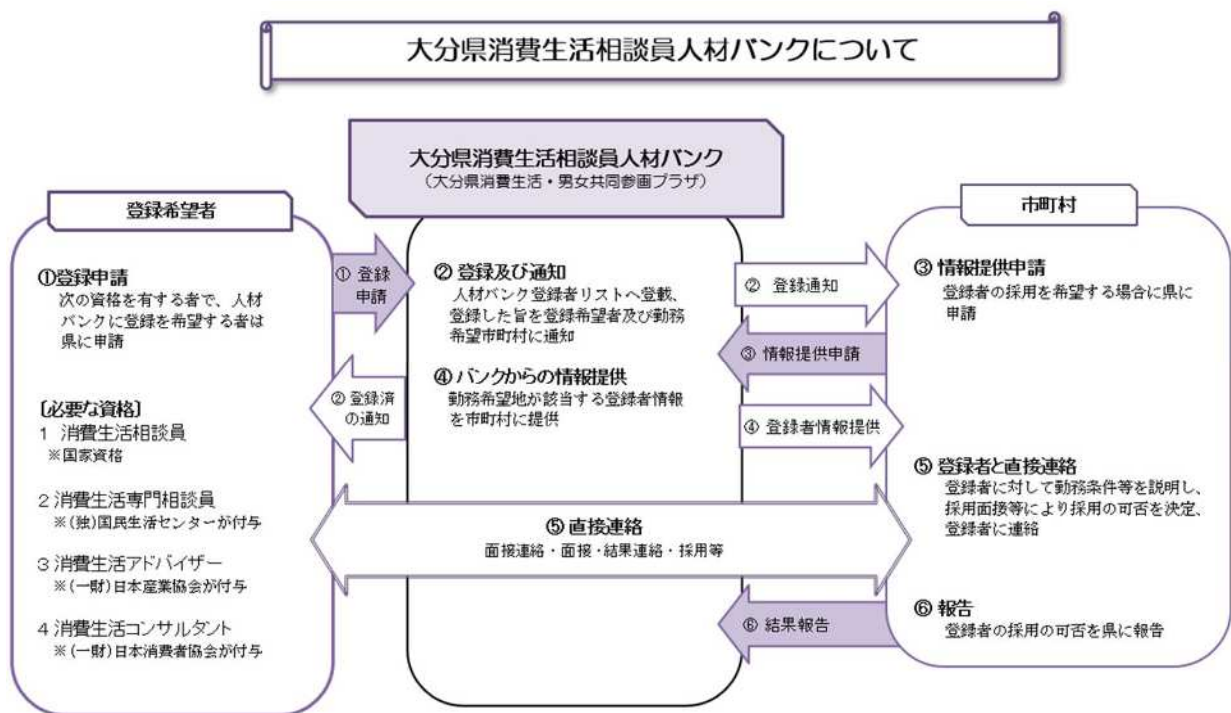 大分県消費生活相談員人材バンクについて
大分県消費生活相談員人材バンク
（大分県消費生活・男女共同参画プラザ）
登録希望者
①登録申請
次の資格を有する者で、人材
バンクに登録を希望する者は
県に申請
〔必要な資格〕
1 消費生活相談員
※国家資格
2 消費生活専門相談員
※(独)国民生活センターが付与
3 消費生活アドバイザー
※(一財)日本産業協会が付与
4 消費生活コンサルタント
※(一財)日本消費者協会が付与
① 登録
申請
② 登録済
の通知
② 登録及び通知
人材バンク登録者リストへ登載、
登録した旨を登録希望者及び勤務
希望市町村に通知
④ バンクからの情報提供
勤務希望地が該当する登録者情報
を市町村に提供
② 登録通知
③ 情報提供申請
④ 登録者情報提供
⑤ 直接連絡
面接連絡・面接・結果連絡・採用等
⑥ 結果報告
市町村
③ 情報提供申請
登録者の採用を希望する場合に県に
申請
⑤ 登録者と直接連絡
登録者に対して勤務条件等を説明し、
採用面接等により採用の可否を決定、
登録者に連絡
⑥ 報告
登録者の採用の可否を県に報告